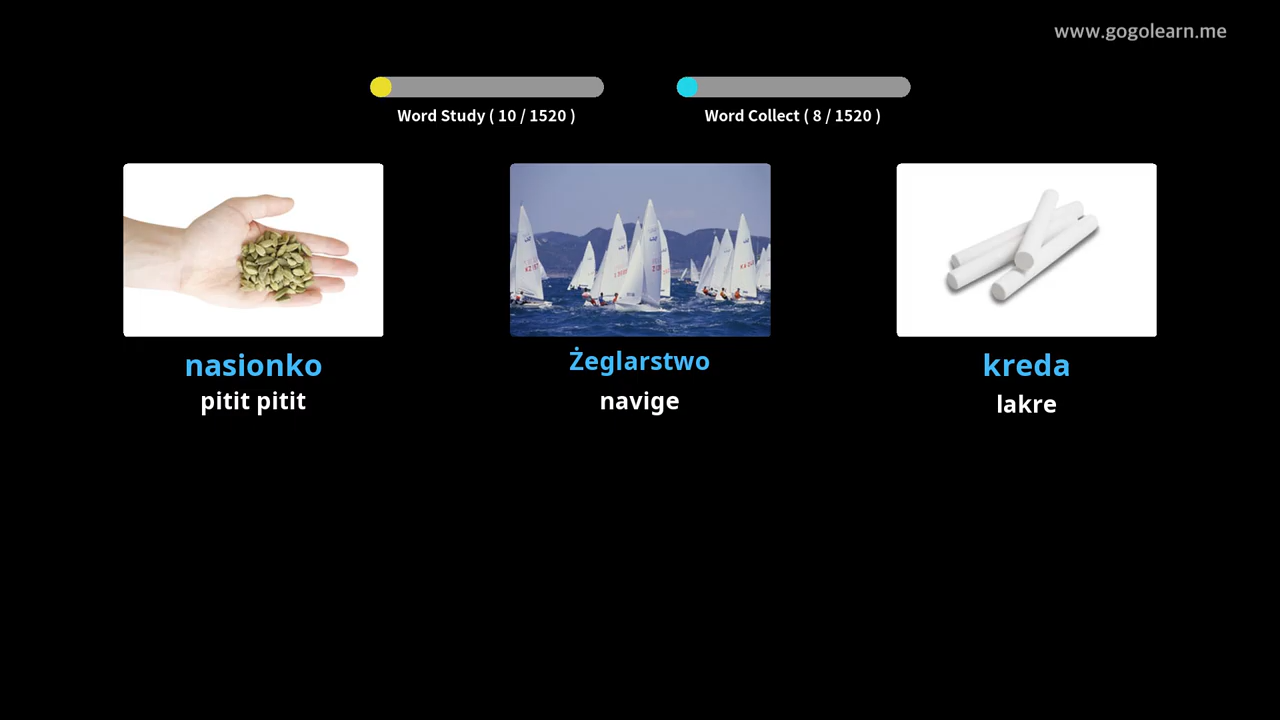 www.gogolearn.me
Word Study ( 10 / 1520 )
Word Collect ( 8 / 1520 )
nasionko
pitit pitit
Żeglarstwo
navige
kreda
lakre